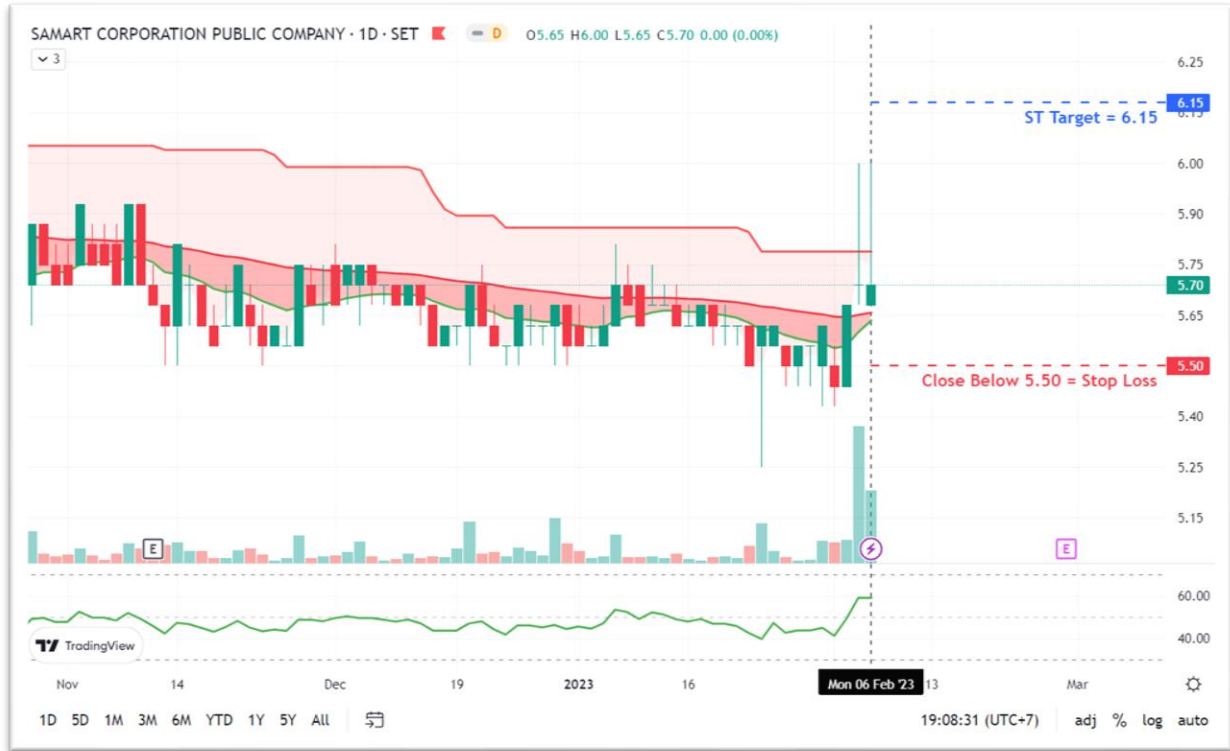 SAMART CORPORATION PUBLIC COMPANY · 1D · SET D O5.65 H6.00 L5.65 C5.70 0.00 (0.00%)
3
6.25
6.15
6.15
ST Target = 6.15
6.00
5.90
5.75
5.70
5.65
5.50
Close Below 5.50 = Stop Loss
5.40
5.25
5.15
E E
60.00
40.00
TradingView
Nov 14 Dec 19 2023 16 Mon 06 Feb '23 13 Mar
1D 5D 1M 3M 6M YTD 1Y 5Y All 19:08:31 (UTC+7) adj % log auto